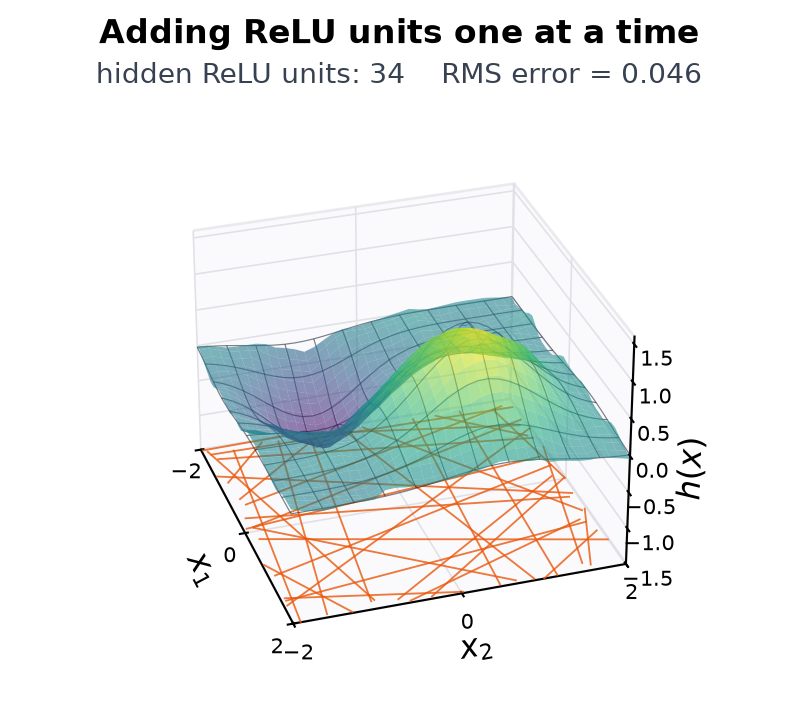 Adding ReLU units one at a time
hidden ReLU units: 34    RMS error = 0.046
1.5
1.0
0.5
0.0
−0.5
−1.0
−1.5
h(x)
−2
0
2
x₁
−2
0
2
x₂